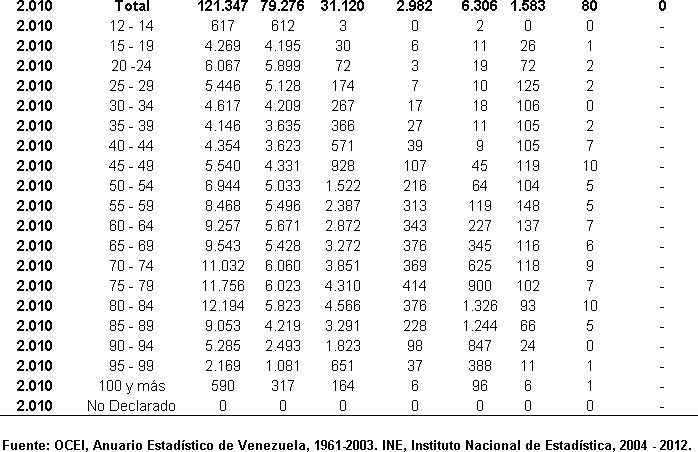 2.010 Total 121.347 79.276 31.120 2.982 6.306 1.583 80 0
2.010 12 - 14 617 612 3 0 2 0 0 -
2.010 15 - 19 4.269 4.195 30 6 11 26 1 -
2.010 20 -24 6.067 5.899 72 3 19 72 2 -
2.010 25 - 29 5.446 5.128 174 7 10 125 2 -
2.010 30 - 34 4.617 4.209 267 17 18 106 0 -
2.010 35 - 39 4.146 3.635 366 27 11 105 2 -
2.010 40 - 44 4.354 3.623 571 39 9 105 7 -
2.010 45 - 49 5.540 4.331 928 107 45 119 10 -
2.010 50 - 54 6.944 5.033 1.522 216 64 104 5 -
2.010 55 - 59 8.468 5.496 2.387 313 119 148 5 -
2.010 60 - 64 9.257 5.671 2.872 343 227 137 7 -
2.010 65 - 69 9.543 5.428 3.272 376 345 116 6 -
2.010 70 - 74 11.032 6.060 3.851 369 625 118 9 -
2.010 75 - 79 11.756 6.023 4.310 414 900 102 7 -
2.010 80 - 84 12.194 5.823 4.566 376 1.326 93 10 -
2.010 85 - 89 9.053 4.219 3.291 228 1.244 66 5 -
2.010 90 - 94 5.285 2.493 1.823 98 847 24 0 -
2.010 95 - 99 2.169 1.081 651 37 388 11 1 -
2.010 100 y más 590 317 164 6 96 6 1 -
2.010 No Declarado 0 0 0 0 0 0 0 -
Fuente: OCEI, Anuario Estadístico de Venezuela, 1961-2003. INE, Instituto Nacional de Estadística, 2004 - 2012.